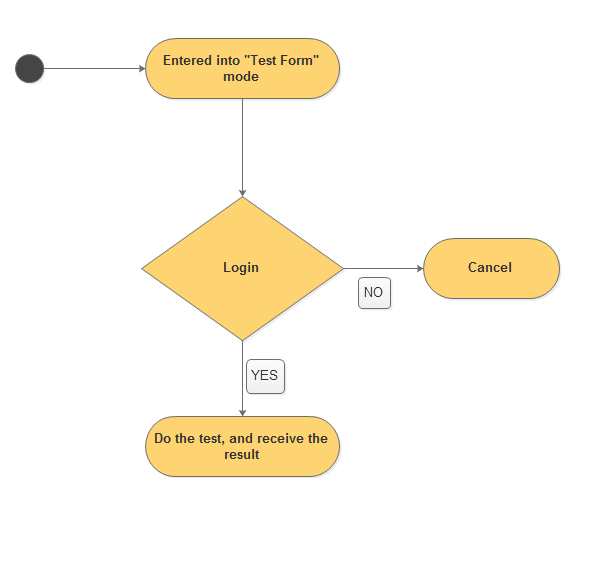 Entered into "Test Form"
mode
Login
Cancel
NO
YES
Do the test, and receive the
result